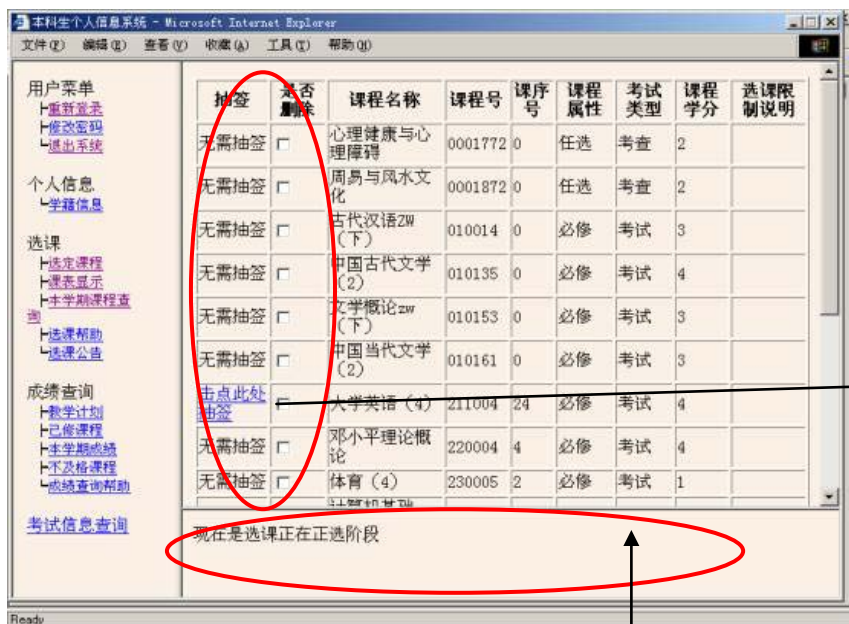 本科生个人信息系统 - Microsoft Internet Explorer
文件(F) 编辑(E) 查看(V) 收藏(A) 工具(T) 帮助(H)
用户菜单
重新登录
修改密码
退出系统
个人信息
学籍信息
选课
选定课程
课表显示
本学期课程查
询
选课帮助
选课公告
成绩查询
教学计划
已修课程
本学期成绩
不及格课程
成绩查询帮助
考试信息查询
抽签 是否删除 课程名称 课程号 课序号 课程属性 考试类型 课程学分 选课限制说明
无需抽签 心理健康与心理障碍 0001772 0 任选 考查 2
无需抽签 周易与风水文化 0001872 0 任选 考查 2
无需抽签 古代汉语ZW(下) 010014 0 必修 考试 3
无需抽签 中国古代文学(2) 010135 0 必修 考试 4
无需抽签 文学概论zw(下) 010153 0 必修 考试 3
无需抽签 中国当代文学(2) 010161 0 必修 考试 3
击点此处抽签 大学英语(4) 211004 24 必修 考试 4
无需抽签 邓小平理论概论 220004 4 必修 考试 4
无需抽签 体育(4) 230005 2 必修 考试 1
计算机基础
现在是选课正在正选阶段
Ready